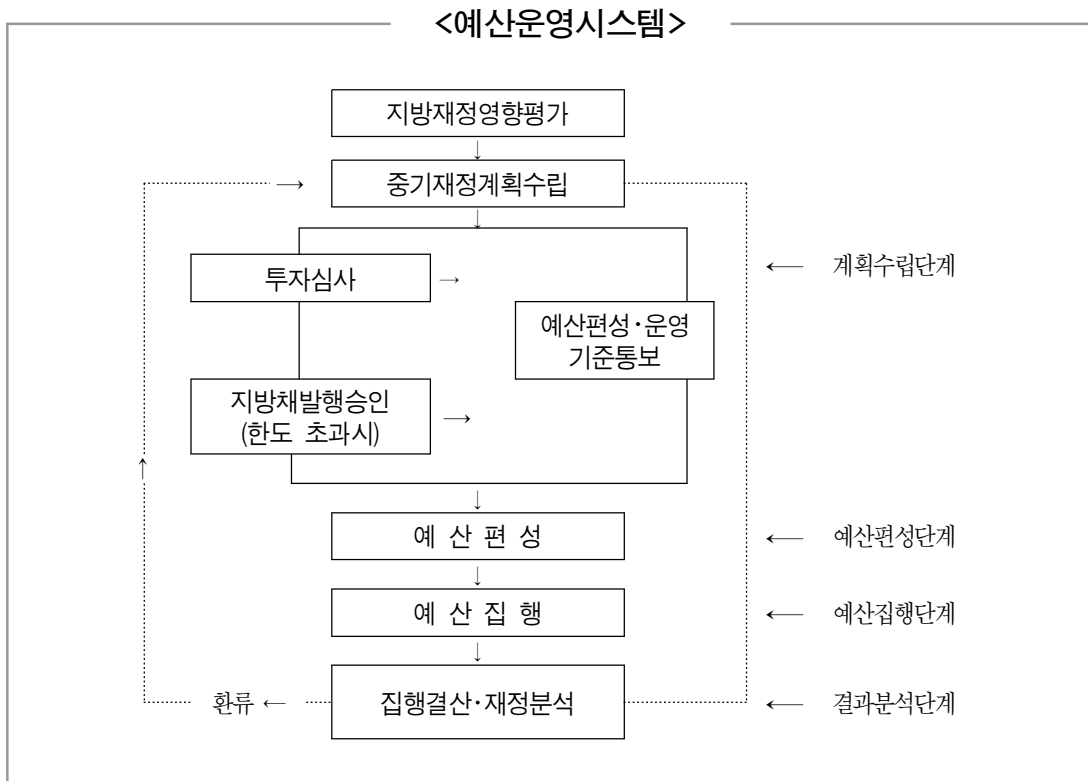 <예산운영시스템>
지방재정영향평가
↓
→ 중기재정계획수립
↓
투자심사 →
← 계획수립단계
예산편성·운영
기준통보
지방채발행승인
(한도 초과시) →
↑
↓
예 산 편 성 ← 예산편성단계
↓
예 산 집 행 ← 예산집행단계
↓
환류 ← 집행결산·재정분석 ← 결과분석단계